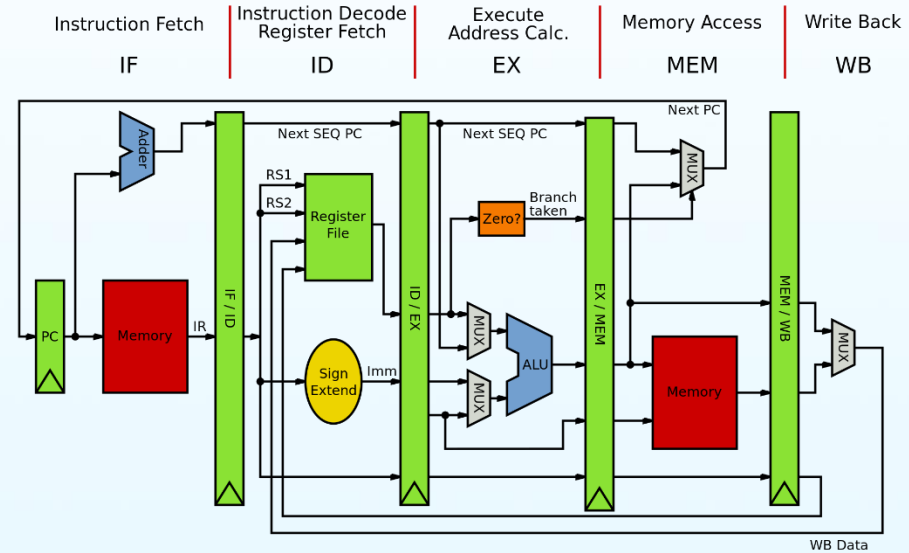 Instruction Fetch
IF
Instruction Decode
Register Fetch
ID
Execute
Address Calc.
EX
Memory Access
MEM
Write Back
WB
Next PC
Adder
Next SEQ PC
Next SEQ PC
MUX
RS1
RS2
Register
File
Branch
taken
Zero?
IF / ID
ID / EX
EX / MEM
MEM / WB
PC
Memory
IR
MUX
ALU
MUX
Sign
Extend
Imm
MUX
Memory
WB Data